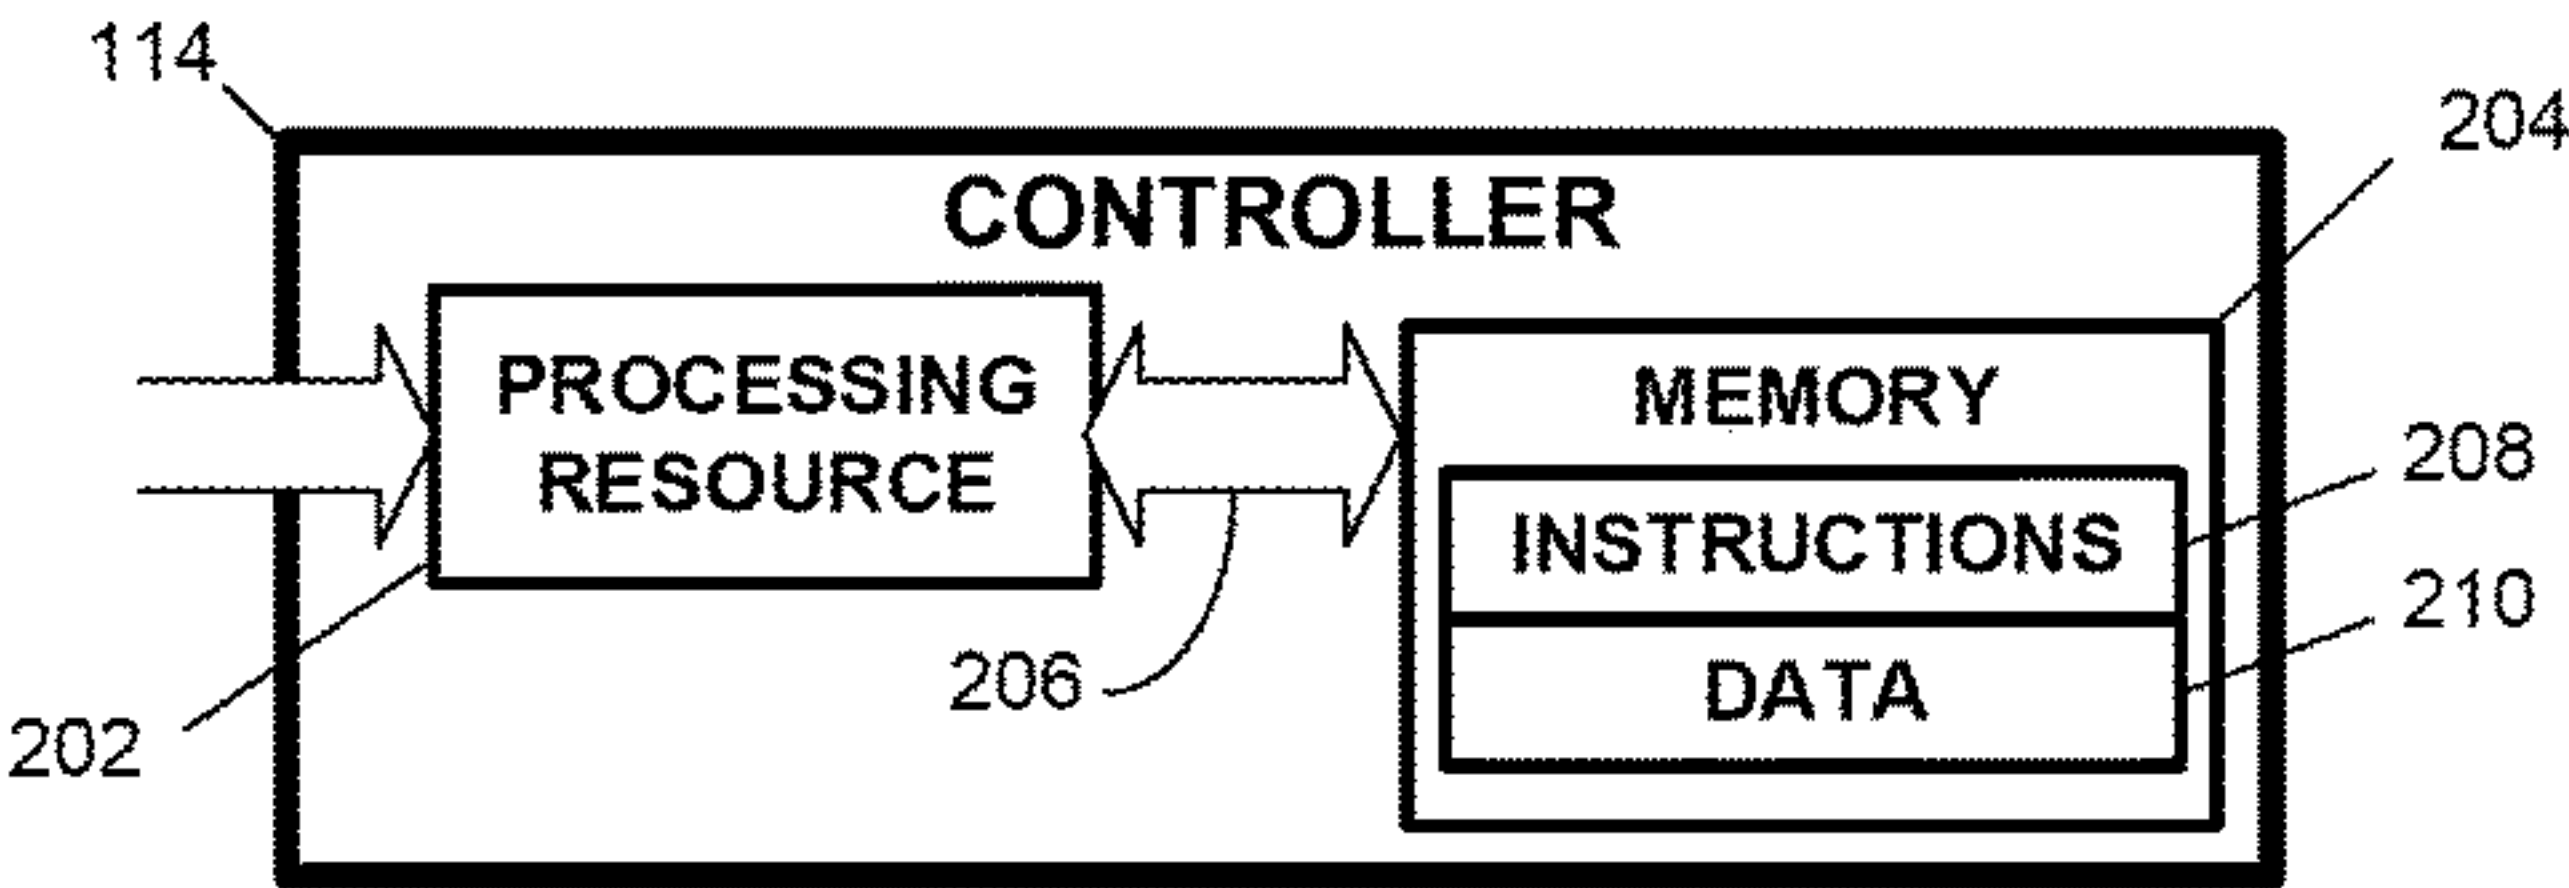 114
204
CONTROLLER
PROCESSING
RESOURCE
MEMORY
208
INSTRUCTIONS
210
206
DATA
202